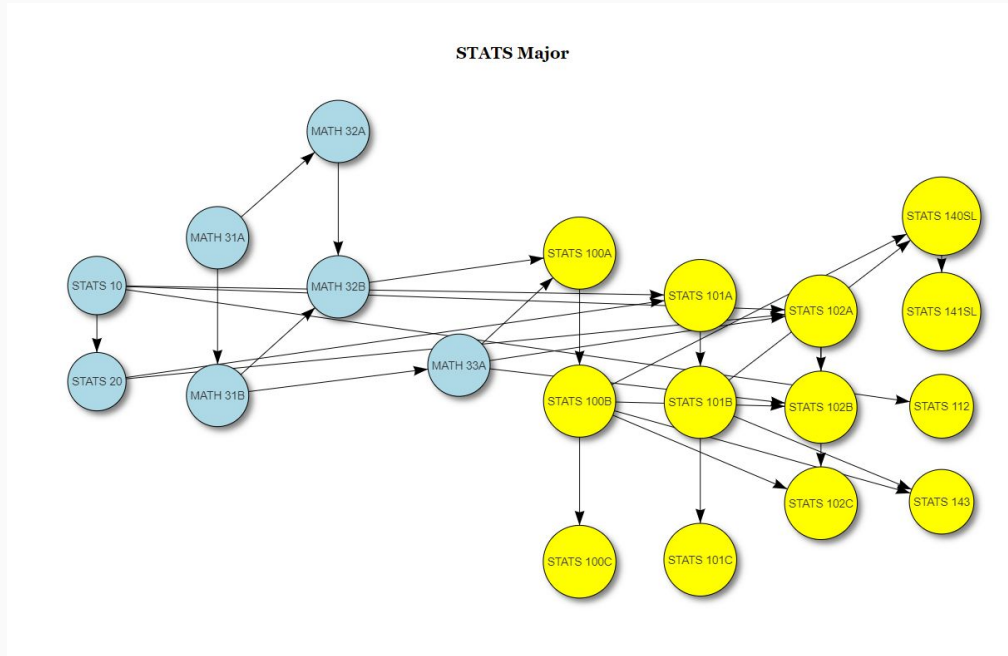 STATS Major
MATH 32A
MATH 31A
STATS 140SL
STATS 100A
STATS 10
MATH 32B
STATS 101A
STATS 102A
STATS 141SL
MATH 33A
STATS 20
MATH 31B
STATS 100B
STATS 101B
STATS 102B
STATS 112
STATS 102C
STATS 143
STATS 100C
STATS 101C